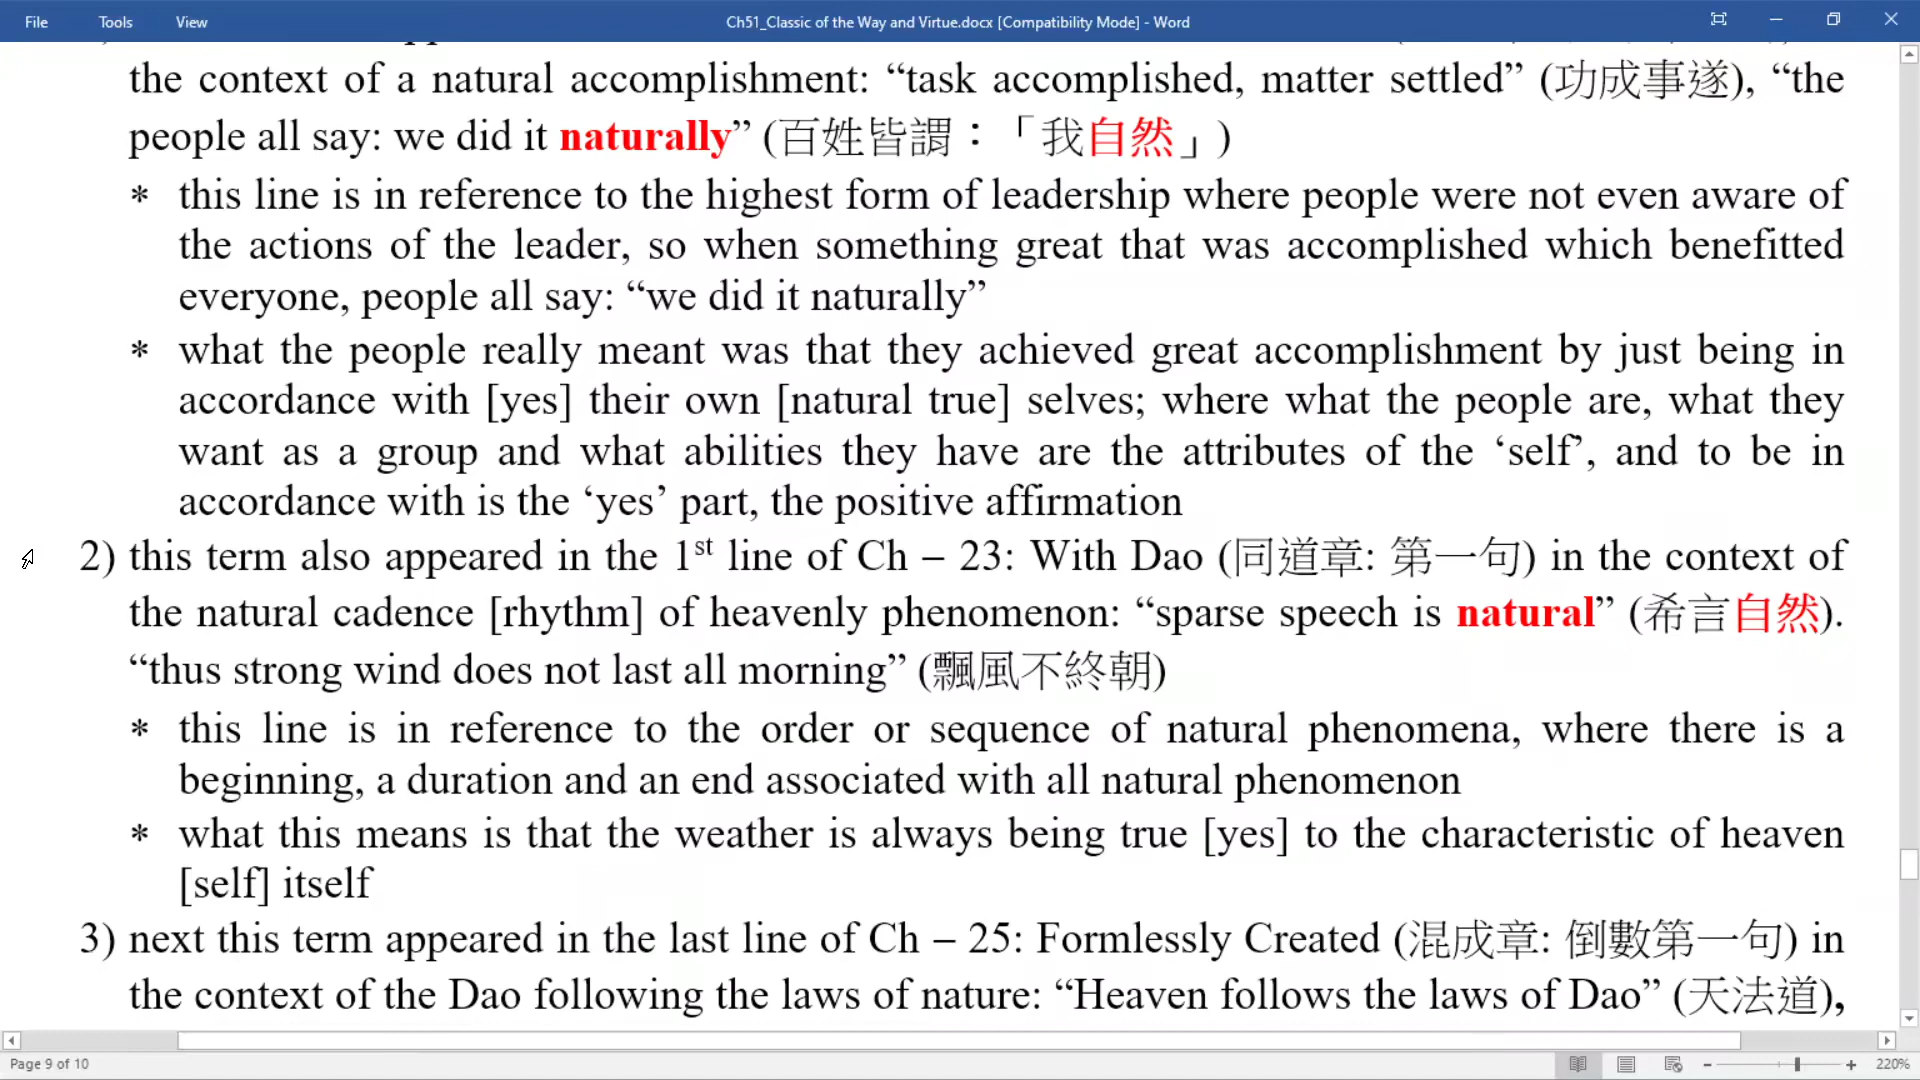 File Tools View Ch51_Classic of the Way and Virtue.docx [Compatibility Mode] - Word
the context of a natural accomplishment: “task accomplished, matter settled” (功成事遂), “the
people all say: we did it naturally” (百姓皆謂：「我自然」)
* this line is in reference to the highest form of leadership where people were not even aware of
the actions of the leader, so when something great that was accomplished which benefitted
everyone, people all say: “we did it naturally”
* what the people really meant was that they achieved great accomplishment by just being in
accordance with [yes] their own [natural true] selves; where what the people are, what they
want as a group and what abilities they have are the attributes of the ‘self’, and to be in
accordance with is the ‘yes’ part, the positive affirmation
2) this term also appeared in the 1st line of Ch – 23: With Dao (同道章: 第一句) in the context of
the natural cadence [rhythm] of heavenly phenomenon: “sparse speech is natural” (希言自然).
“thus strong wind does not last all morning” (飄風不終朝)
* this line is in reference to the order or sequence of natural phenomena, where there is a
beginning, a duration and an end associated with all natural phenomenon
* what this means is that the weather is always being true [yes] to the characteristic of heaven
[self] itself
3) next this term appeared in the last line of Ch – 25: Formlessly Created (混成章: 倒數第一句) in
the context of the Dao following the laws of nature: “Heaven follows the laws of Dao” (天法道),
Page 9 of 10 220%